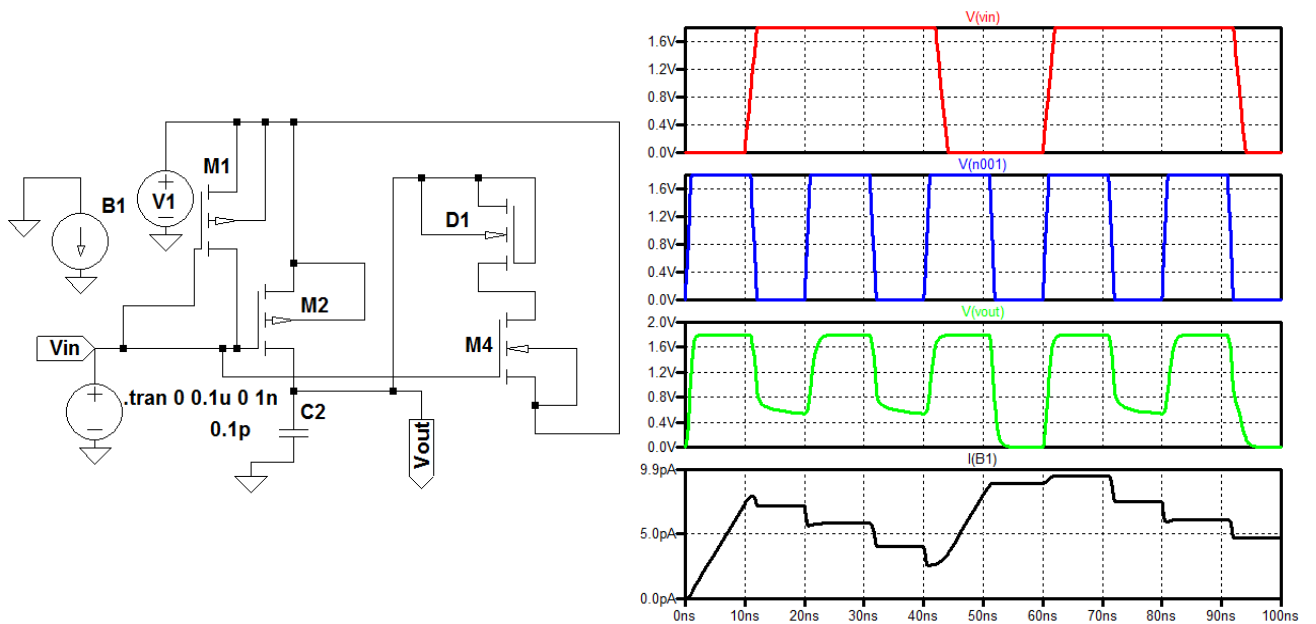 M1
B1
V1
D1
M2
Vin
M4
.tran 0 0.1u 0 1n
C2
0.1p
Vout
V(vin)
1.6V
1.2V
0.8V
0.4V
0.0V
V(n001)
1.6V
1.2V
0.8V
0.4V
0.0V
V(vout)
2.0V
1.6V
1.2V
0.8V
0.4V
0.0V
I(B1)
9.9pA
5.0pA
0.0pA
0ns 10ns 20ns 30ns 40ns 50ns 60ns 70ns 80ns 90ns 100ns